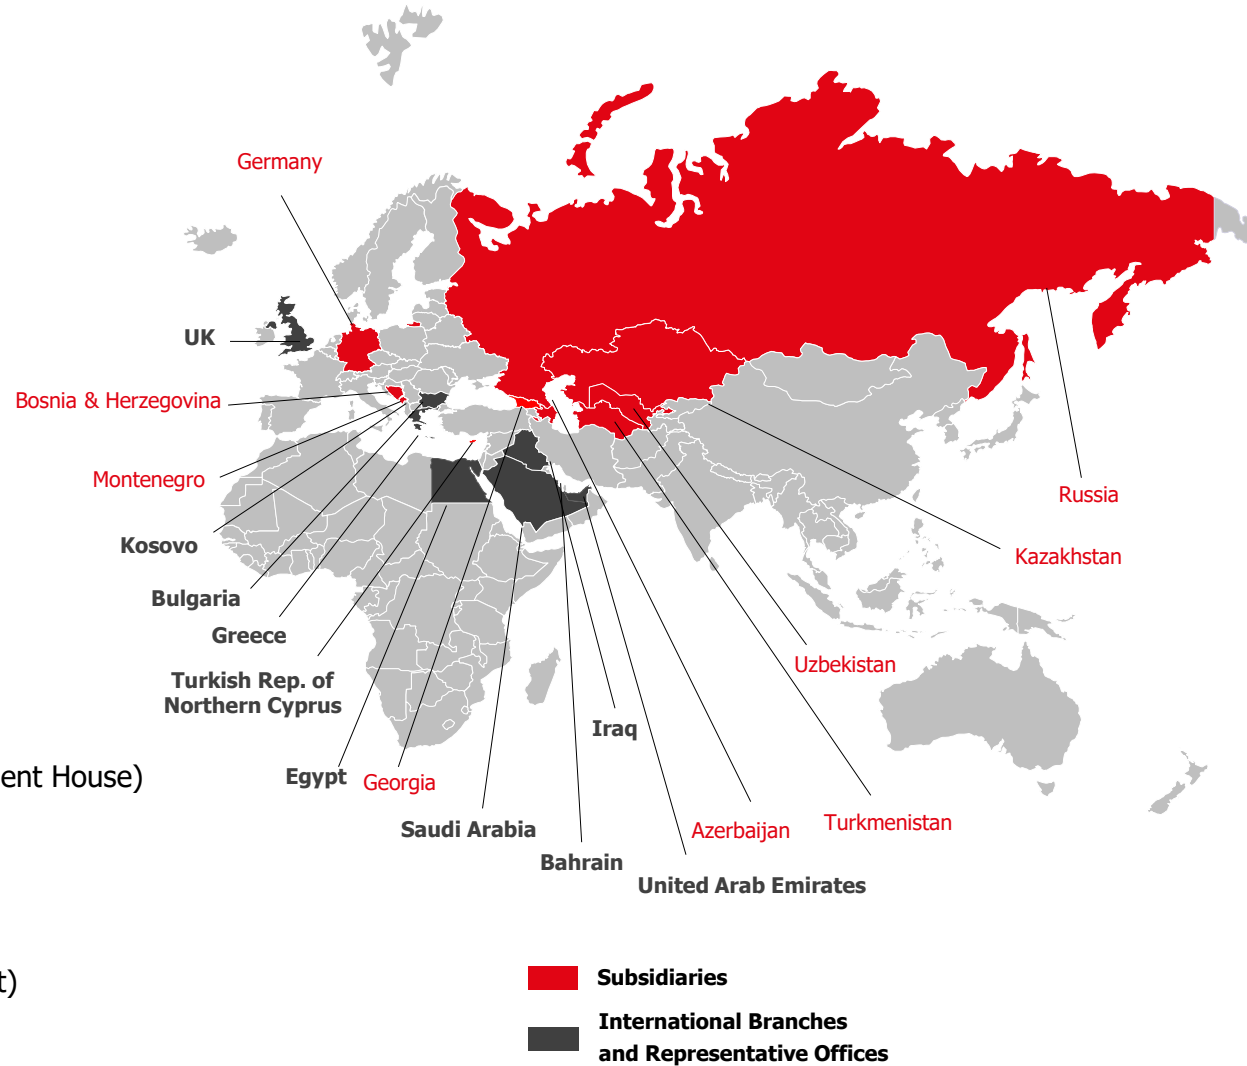 Germany
UK
Bosnia & Herzegovina
Montenegro
Russia
Kosovo
Kazakhstan
Bulgaria
Greece
Uzbekistan
Turkish Rep. of
Northern Cyprus
Iraq
Egypt
Georgia
ent House)
Saudi Arabia
Azerbaijan
Turkmenistan
Bahrain
United Arab Emirates
t)
Subsidiaries
International Branches
and Representative Offices